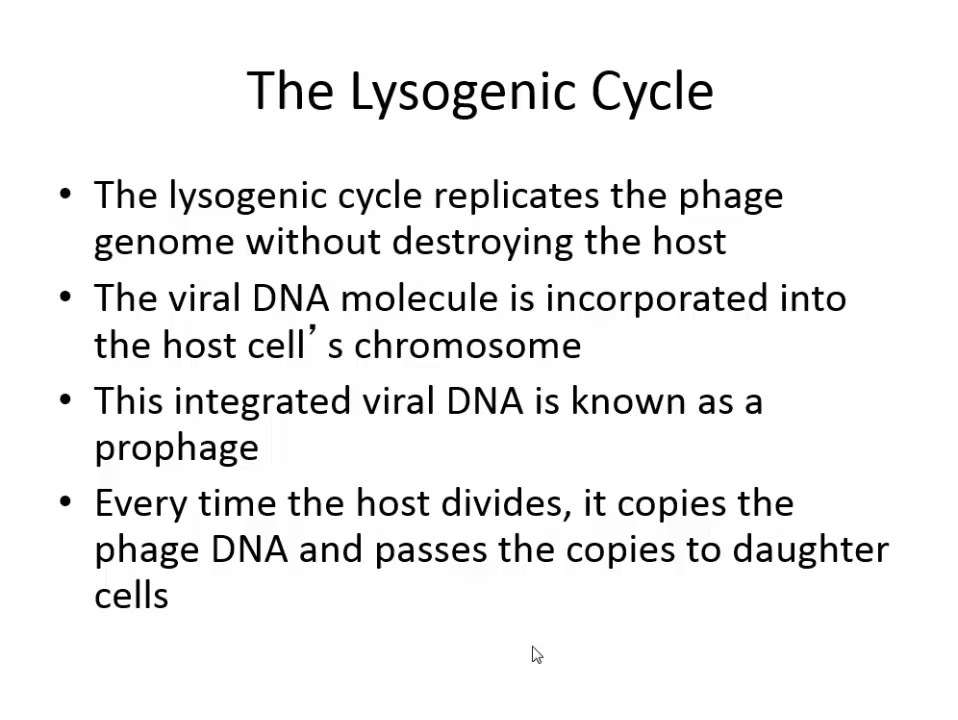 The Lysogenic Cycle
• The lysogenic cycle replicates the phage
genome without destroying the host
• The viral DNA molecule is incorporated into
the host cell’ s chromosome
• This integrated viral DNA is known as a
prophage
• Every time the host divides, it copies the
phage DNA and passes the copies to daughter
cells